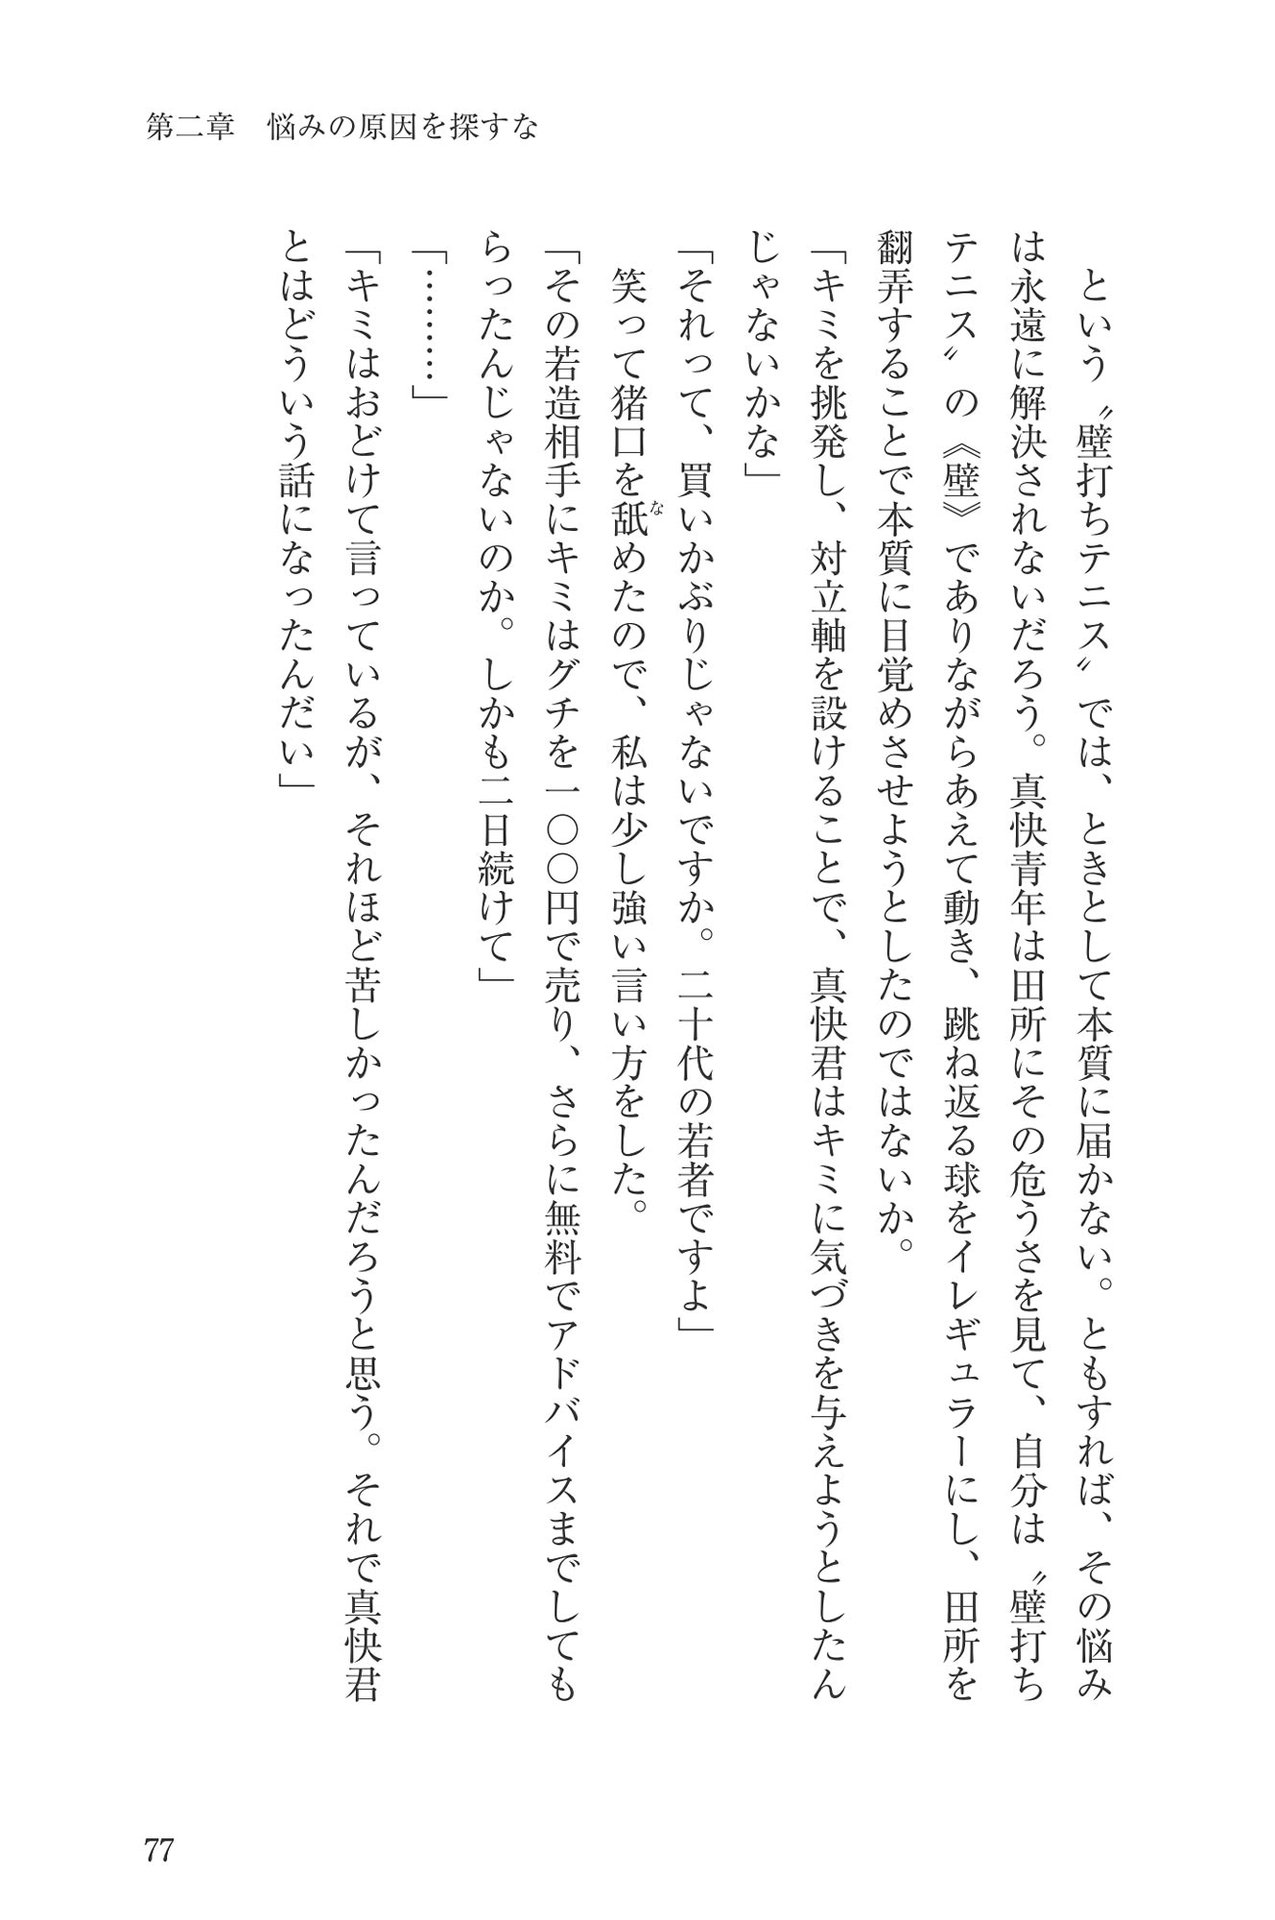 第二章　悩みの原因を探すな
　という〝壁打ちテニス〟では、ときとして本質に届かない。ともすれば、その悩み
は永遠に解決されないだろう。真快青年は田所にその危うさを見て、自分は〝壁打ち
テニス〟の《壁》でありながらあえて動き、跳ね返る球をイレギュラーにし、田所を
翻弄することで本質に目覚めさせようとしたのではないか。
「キミを挑発し、対立軸を設けることで、真快君はキミに気づきを与えようとしたん
じゃないかな」
「それって、買いかぶりじゃないですか。二十代の若者ですよ」
　笑って猪口を舐めたので、私は少し強い言い方をした。
「その若造相手にキミはグチを一〇〇円で売り、さらに無料でアドバイスまでしても
らったんじゃないのか。しかも二日続けて」
「………」
「キミはおどけて言っているが、それほど苦しかったんだろうと思う。それで真快君
とはどういう話になったんだい」
77